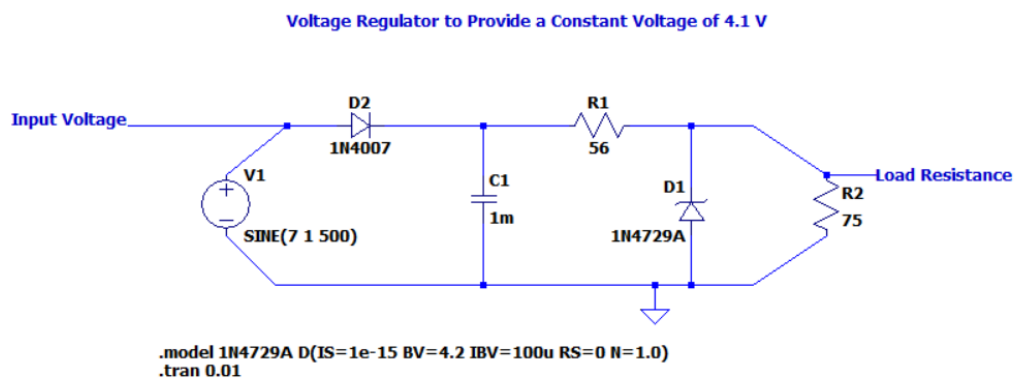 Voltage Regulator to Provide a Constant Voltage of 4.1 V
D2
R1
Input Voltage
1N4007
56
V1
C1
D1
Load Resistance
R2
1m
75
SINE(7 1 500)
1N4729A
.model 1N4729A D(IS=1e-15 BV=4.2 IBV=100u RS=0 N=1.0)
.tran 0.01